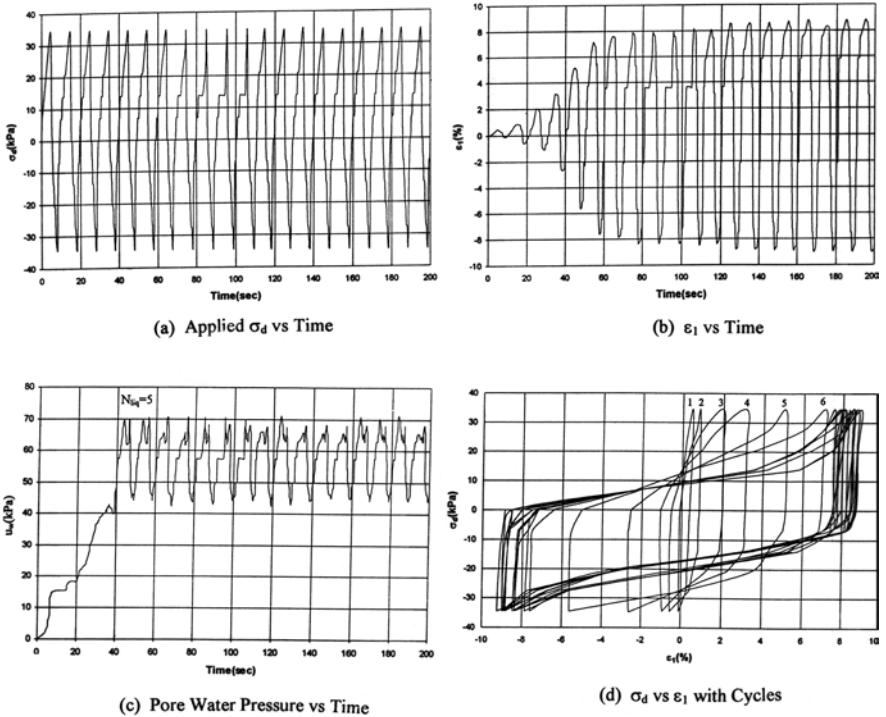 40
30
20
10
0
-10
-20
-30
40
σd(kPa)
0 20 40 60 80 100 120 140 160 180 200
Time(sec)
(a) Applied σd vs Time
10
8
6
4
2
0
-2
-4
-6
-8
-10
ε1(%)
0 20 40 60 80 100 120 140 160 180 200
Time(sec)
(b) ε1 vs Time
80
70
60
50
40
30
20
10
0
uw(kPa)
Nliq=5
0 20 40 60 80 100 120 140 160 180 200
Time(sec)
(c) Pore Water Pressure vs Time
40
30
20
10
0
-10
-20
-30
-40
σd(kPa)
1 2 3 4 5 6
-10 -8 -6 -4 -2 0 2 4 6 8 10
ε1(%)
(d) σd vs ε1 with Cycles